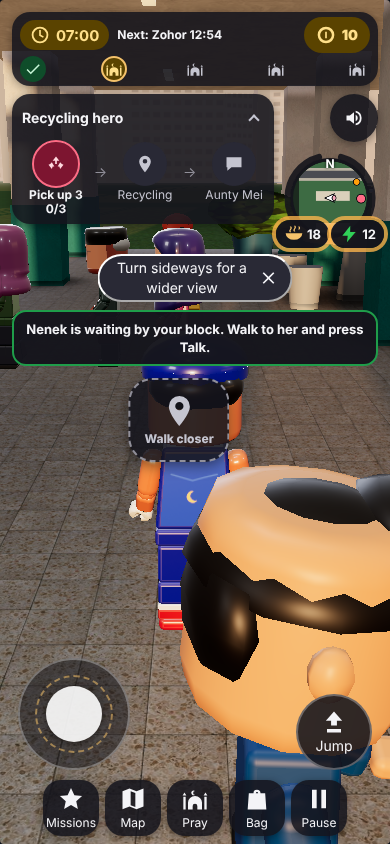 07:00
Next: Zohor 12:54
10
Recycling hero
Pick up 3
0/3
Recycling
Aunty Mei
N
18
12
Turn sideways for a
wider view
Nenek is waiting by your block. Walk to her and press
Talk.
Walk closer
Jump
Missions
Map
Pray
Bag
Pause